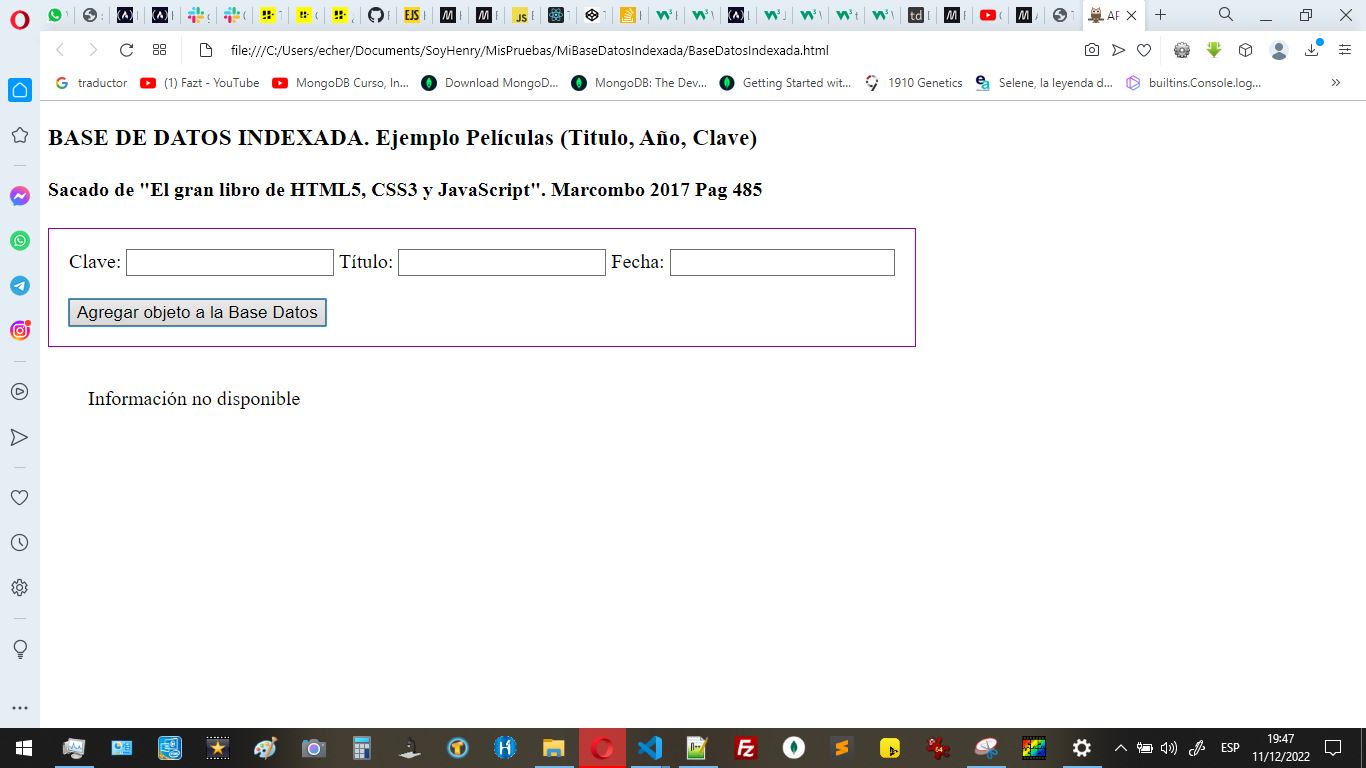 file:///C:/Users/echer/Documents/SoyHenry/MisPruebas/MiBaseDatosIndexada/BaseDatosIndexada.html
traductor (1) Fazt - YouTube MongoDB Curso, In... Download MongoD... MongoDB: The Dev... Getting Started wit... 1910 Genetics Selene, la leyenda d... builtins.Console.log... »
BASE DE DATOS INDEXADA. Ejemplo Películas (Titulo, Año, Clave)
Sacado de "El gran libro de HTML5, CSS3 y JavaScript". Marcombo 2017 Pag 485
Clave: Título: Fecha:
Agregar objeto a la Base Datos
Información no disponible
ESP
19:47
11/12/2022